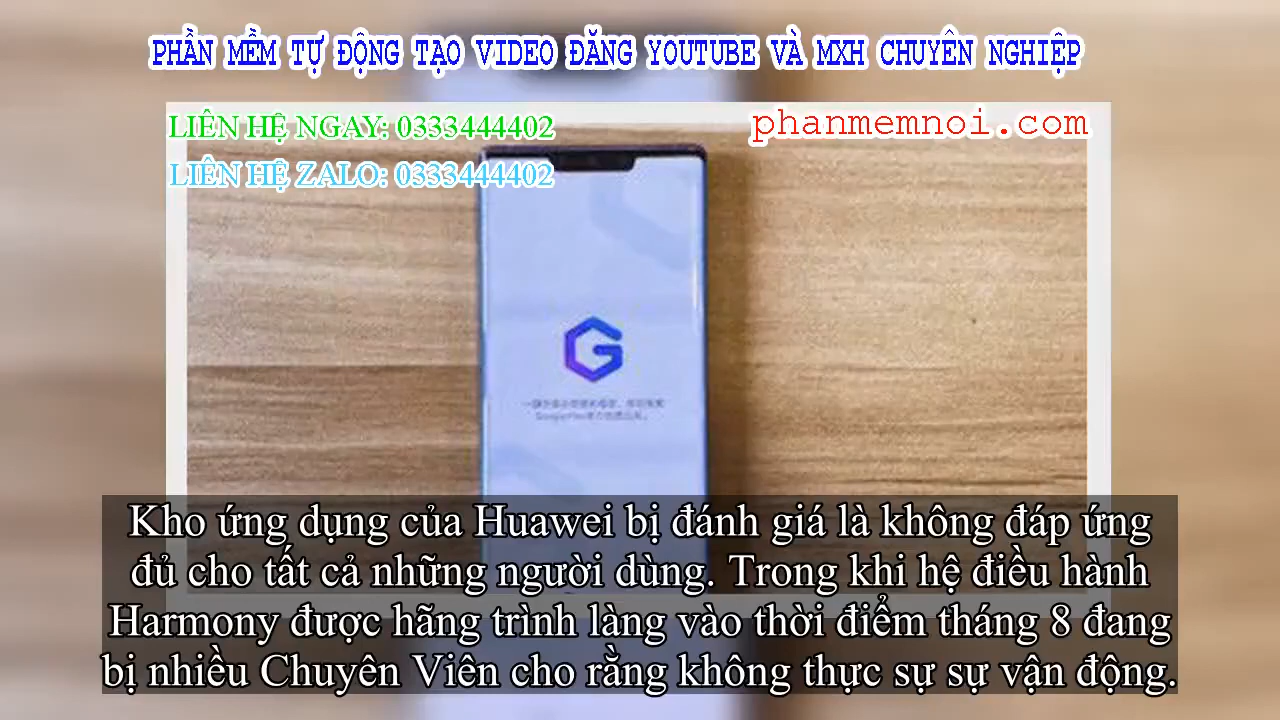 PHẦN MỀM TỰ ĐỘNG TẠO VIDEO ĐĂNG YOUTUBE VÀ MXH CHUYÊN NGHIỆP
LIÊN HỆ NGAY: 0333444402
phanmemnoi.com
LIÊN HỆ ZALO: 0333444402
G
Kho ứng dụng của Huawei bị đánh giá là không đáp ứng
đủ cho tất cả những người dùng. Trong khi hệ điều hành
Harmony được hãng trình làng vào thời điểm tháng 8 đang
bị nhiều Chuyên Viên cho rằng không thực sự sự vận động.